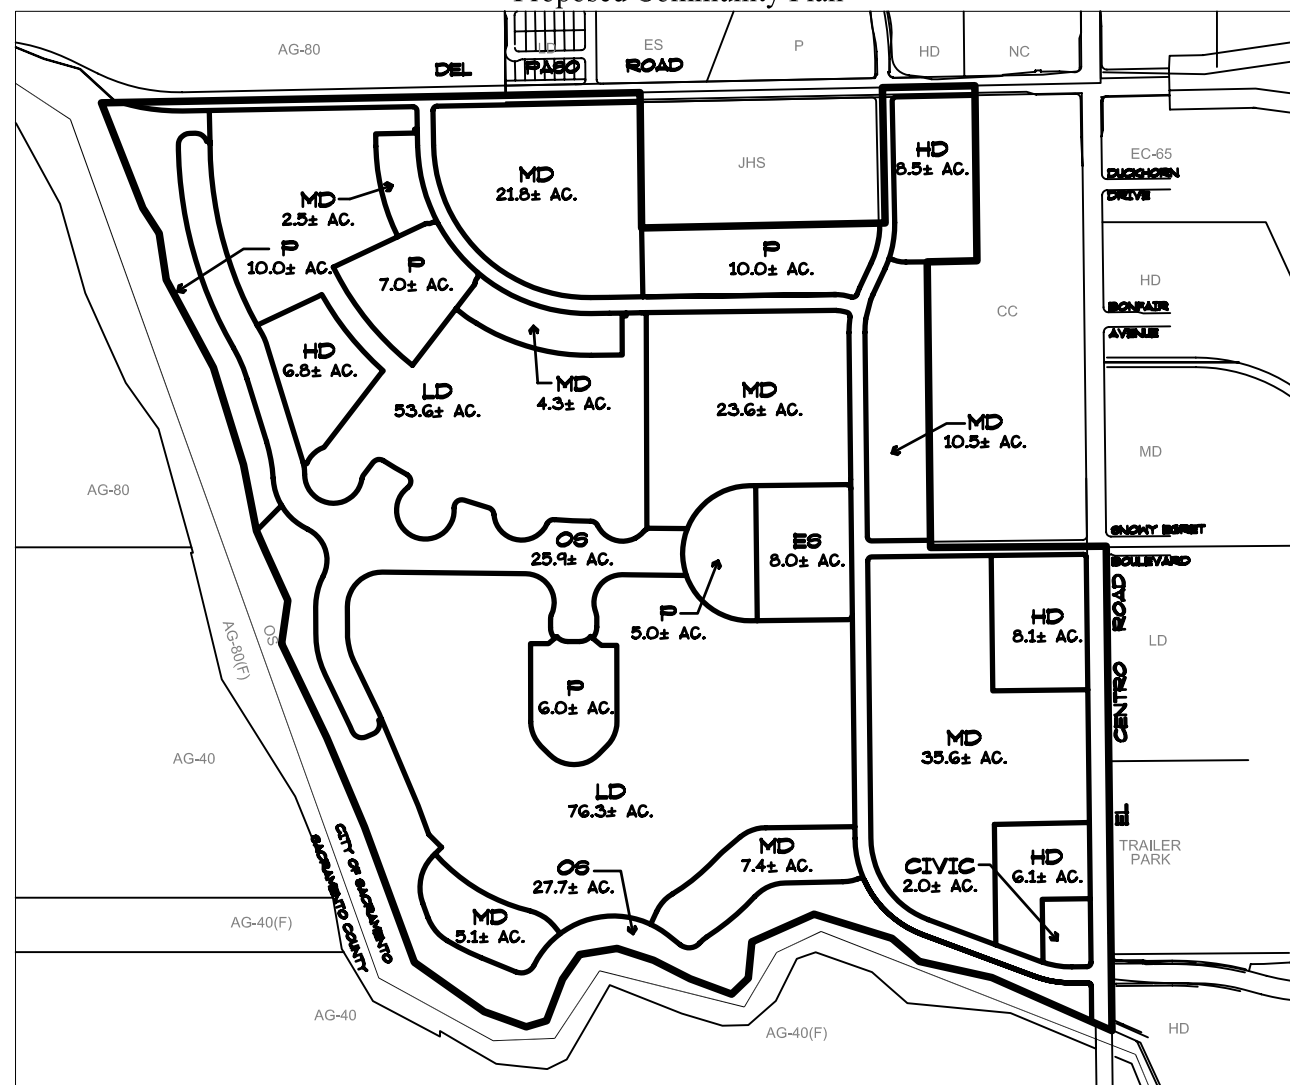 Proposed Community Plan
AG-80
LD
ES
P
HD
NC
DEL PASO ROAD
JHS
HD
8.5± AC.
EC-65
DUCKHORN
DRIVE
MD
21.8± AC.
MD
2.5± AC.
P
10.0± AC.
P
7.0± AC.
P
10.0± AC.
HD
BONFAIR
AVENUE
CC
HD
6.8± AC.
LD
53.6± AC.
MD
4.3± AC.
MD
23.6± AC.
MD
10.5± AC.
MD
AG-80
OS
25.9± AC.
ES
8.0± AC.
SNOWY EGRET
BOULEVARD
P
5.0± AC.
HD
8.1± AC.
LD
AG-80(F)
OS
P
6.0± AC.
EL CENTRO ROAD
AG-40
MD
35.6± AC.
LD
76.3± AC.
CITY OF SACRAMENTO
SACRAMENTO COUNTY
MD
7.4± AC.
OS
27.7± AC.
CIVIC
2.0± AC.
HD
6.1± AC.
TRAILER
PARK
AG-40(F)
MD
5.1± AC.
AG-40
AG-40(F)
HD